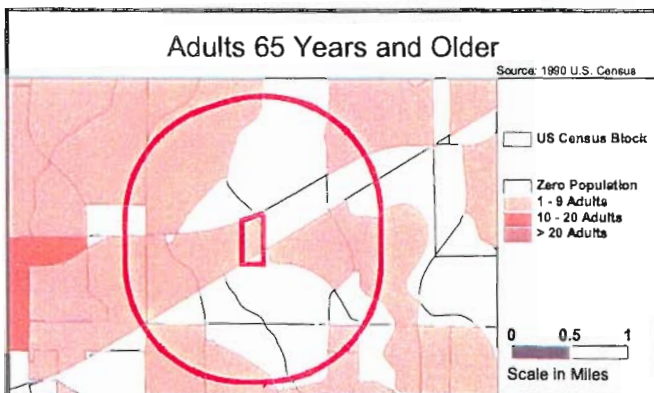 Adults 65 Years and Older
Source: 1990 U.S. Census
US Census Block
Zero Population
1 - 9 Adults
10 - 20 Adults
> 20 Adults
0 0.5 1
Scale in Miles